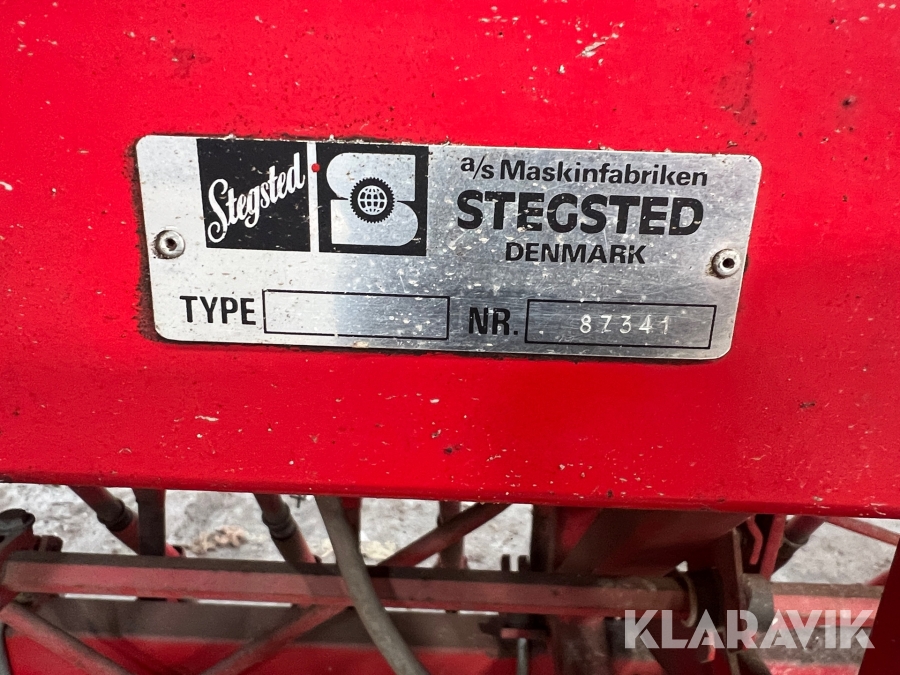 Stegsted
a/s Maskinfabriken
STEGSTED
DENMARK
TYPE
NR. 87341
KLARAVIK